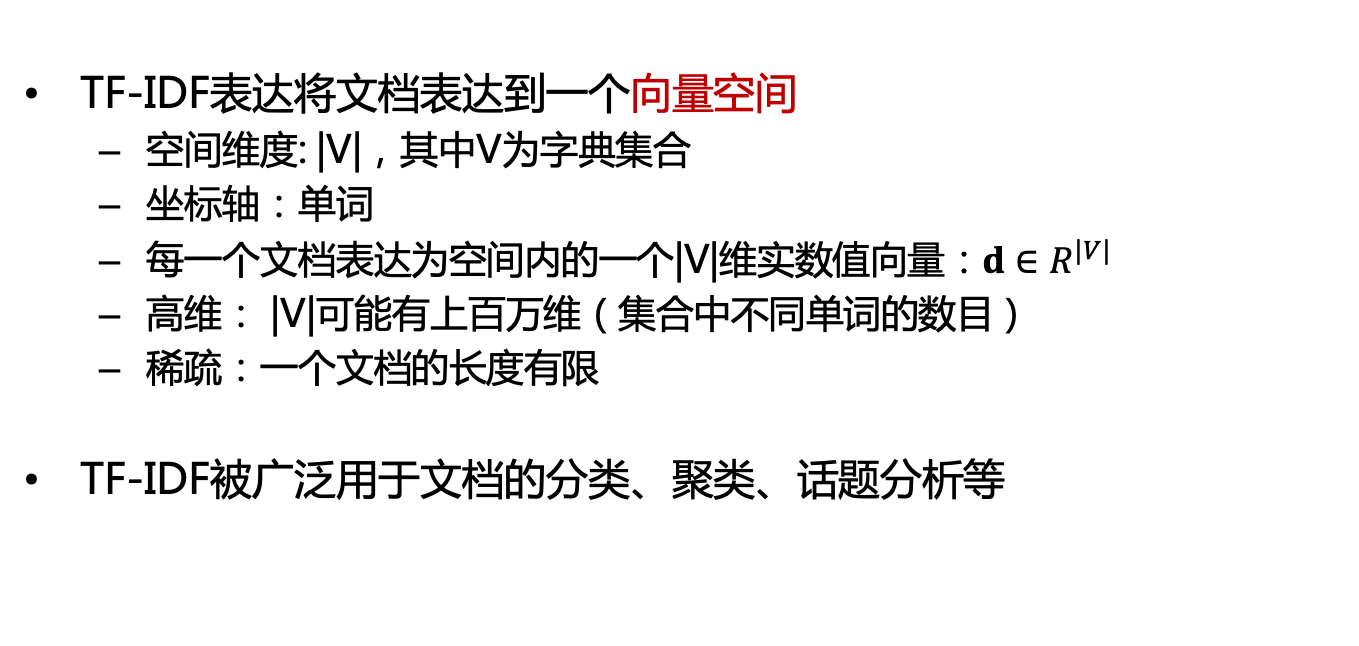 • TF-IDF表达将文档表达到一个向量空间
– 空间维度: |V|，其中V为字典集合
– 坐标轴：单词
– 每一个文档表达为空间内的一个|V|维实数值向量：𝐝 ∈ 𝑅^|𝑉|
– 高维： |V|可能有上百万维（集合中不同单词的数目）
– 稀疏：一个文档的长度有限
• TF-IDF被广泛用于文档的分类、聚类、话题分析等